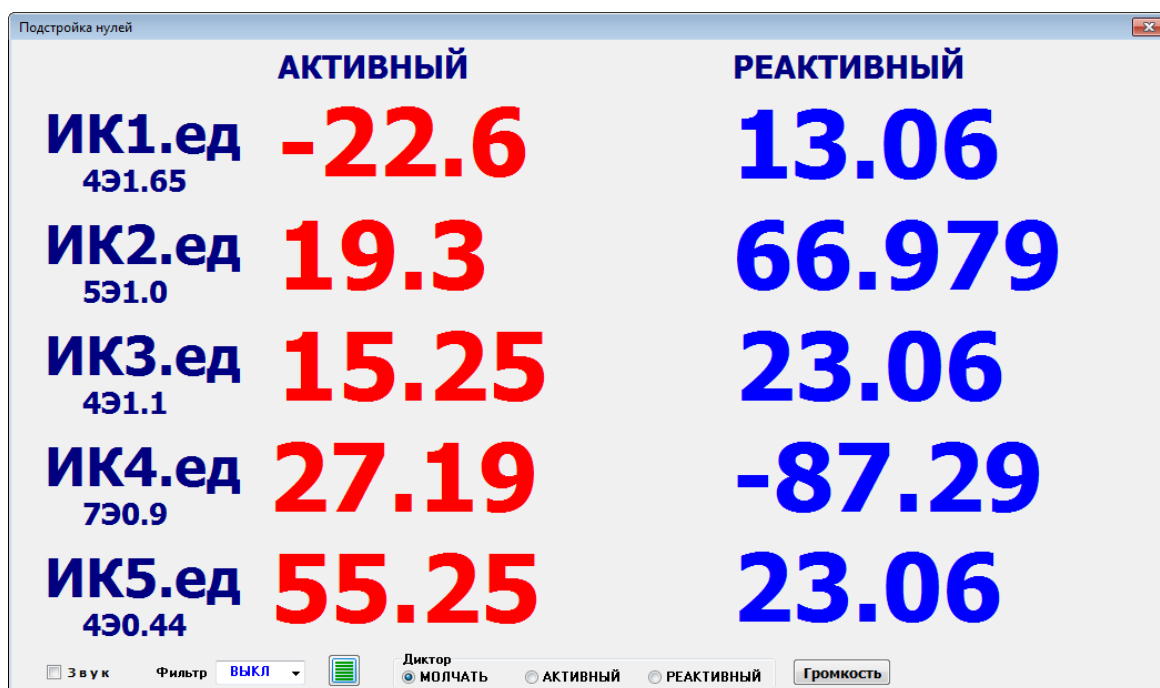 Подстройка нулей
АКТИВНЫЙ РЕАКТИВНЫЙ
ИК1.ед -22.6 13.06
4Э1.65
ИК2.ед 19.3 66.979
5Э1.0
ИК3.ед 15.25 23.06
4Э1.1
ИК4.ед 27.19 -87.29
7Э0.9
ИК5.ед 55.25 23.06
4Э0.44
Диктор
Звук Фильтр ВЫКЛ МОЛЧАТЬ АКТИВНЫЙ РЕАКТИВНЫЙ Громкость